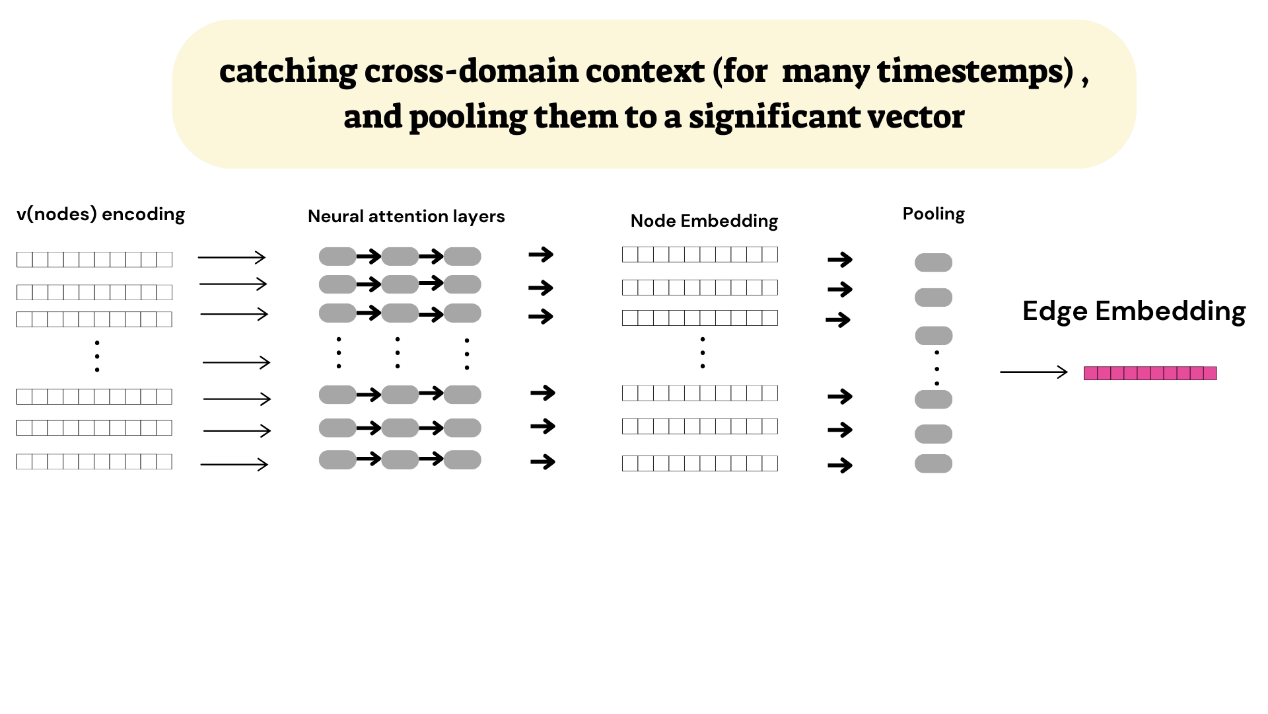 catching cross-domain context (for many timestemps) ,
and pooling them to a significant vector
v(nodes) encoding
Neural attention layers
Node Embedding
Pooling
Edge Embedding